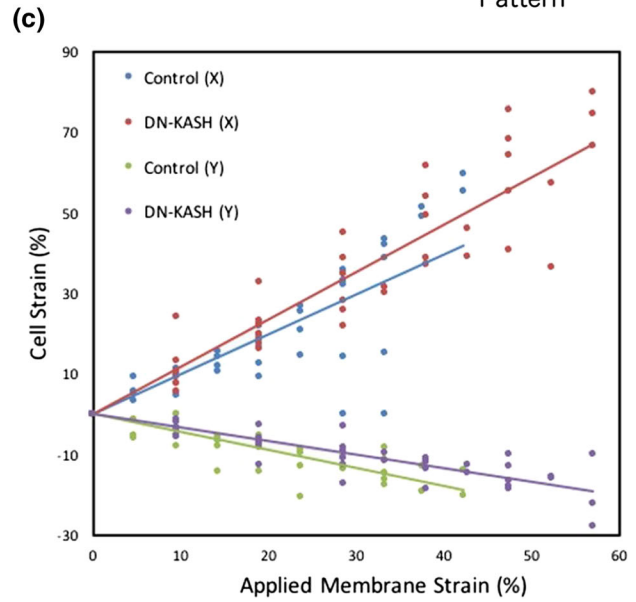 Pattern
(c)
90
Control (X)
DN-KASH (X)
70
Control (Y)
DN-KASH (Y)
50
30
10
-10
-30
Cell Strain (%)
0 10 20 30 40 50 60
Applied Membrane Strain (%)